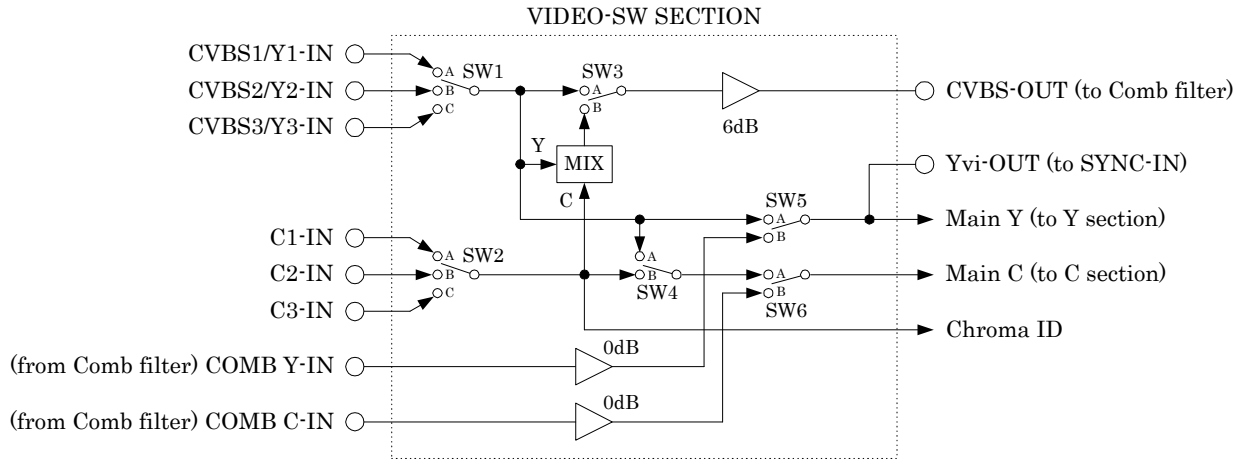 VIDEO-SW SECTION
CVBS1/Y1-IN
CVBS2/Y2-IN
CVBS3/Y3-IN
A
B
C
SW1
SW3
A
B
6dB
CVBS-OUT (to Comb filter)
Y
MIX
C
Yvi-OUT (to SYNC-IN)
SW5
A
B
Main Y (to Y section)
C1-IN
C2-IN
C3-IN
A
B
C
SW2
A
B
SW4
A
B
SW6
Main C (to C section)
Chroma ID
(from Comb filter) COMB Y-IN
0dB
(from Comb filter) COMB C-IN
0dB